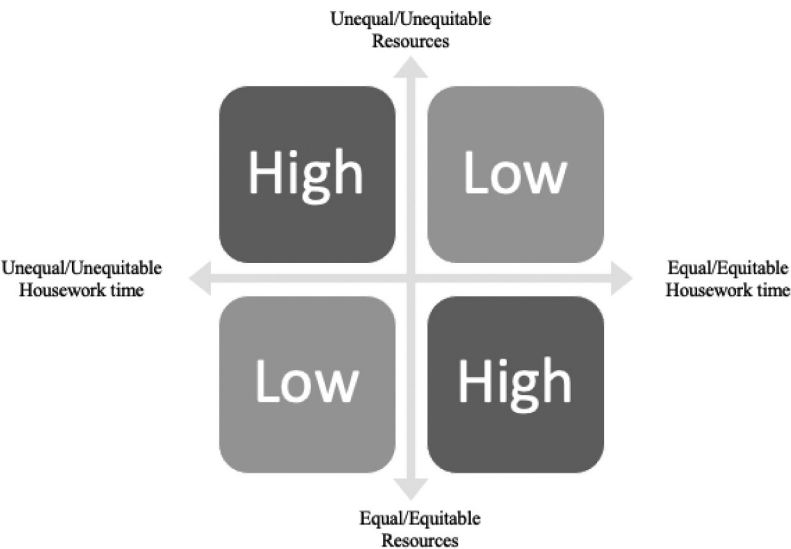 Unequal/Unequitable
Resources
High
Low
Unequal/Unequitable
Housework time
Equal/Equitable
Housework time
Low
High
Equal/Equitable
Resources